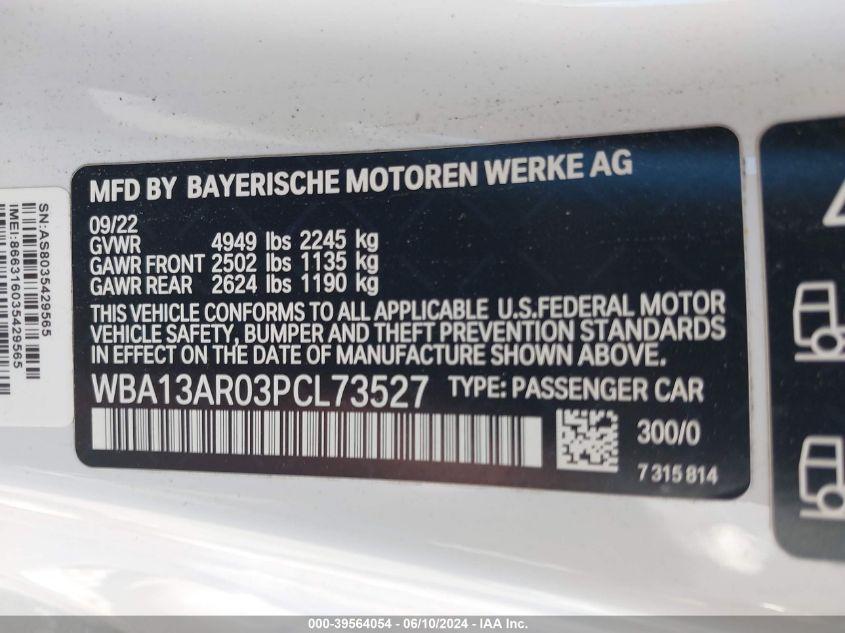 SN:AS8035429565
IMEI:866316035429565
MFD BY BAYERISCHE MOTOREN WERKE AG
09/22
GVWR 4949 lbs 2245 kg
GAWR FRONT 2502 lbs 1135 kg
GAWR REAR 2624 lbs 1190 kg
THIS VEHICLE CONFORMS TO ALL APPLICABLE U.S.FEDERAL MOTOR
VEHICLE SAFETY, BUMPER AND THEFT PREVENTION STANDARDS
IN EFFECT ON THE DATE OF MANUFACTURE SHOWN ABOVE.
WBA13AR03PCL73527 TYPE: PASSENGER CAR
300/0
7 315 814
000-39564054 - 06/10/2024 - IAA Inc.